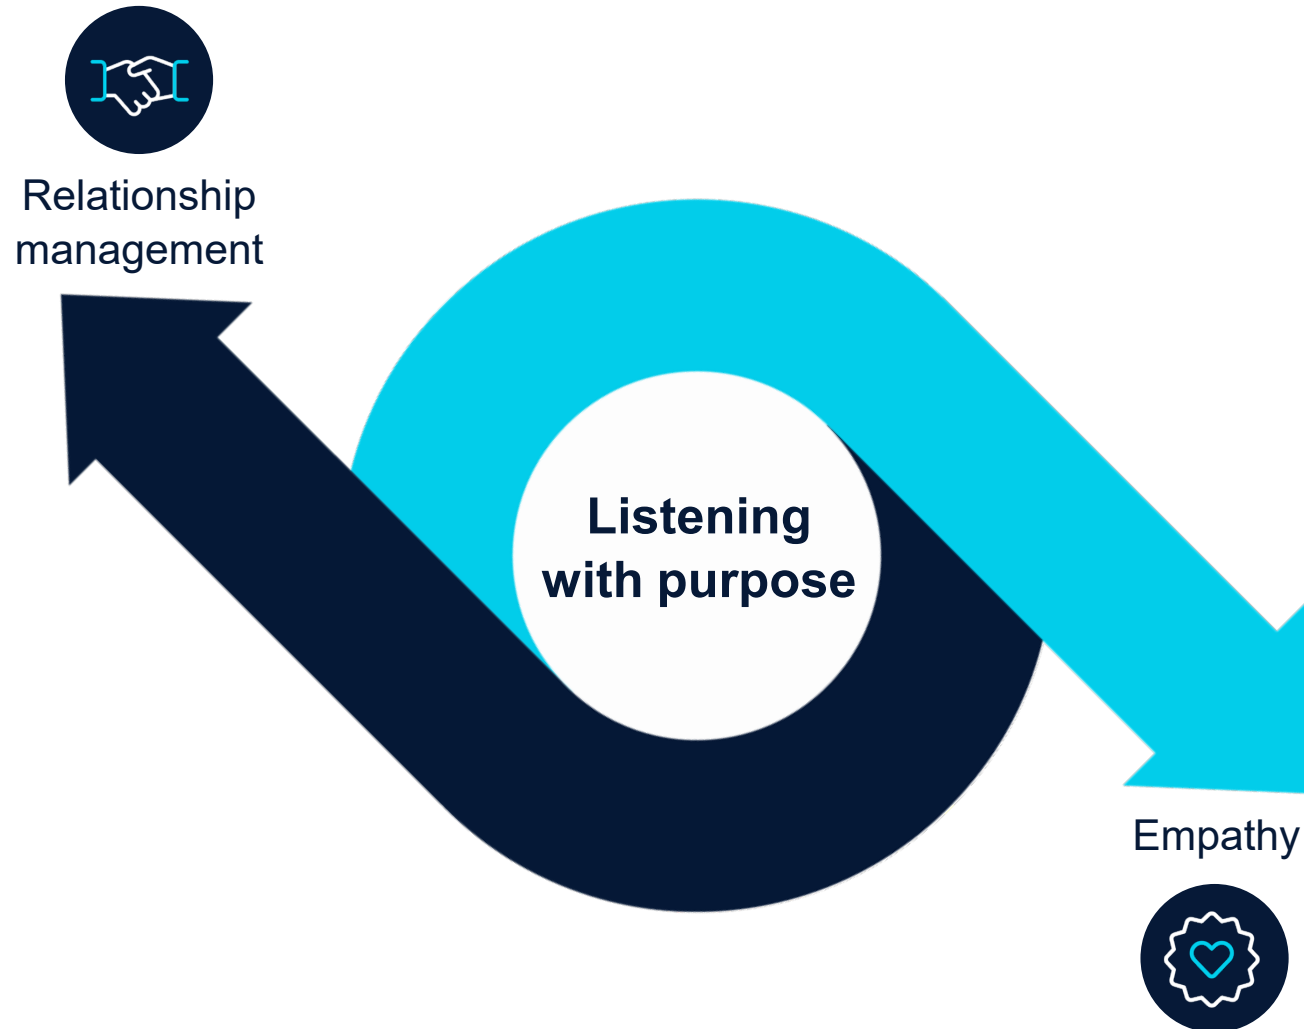 Relationship
management
Listening
with purpose
Empathy